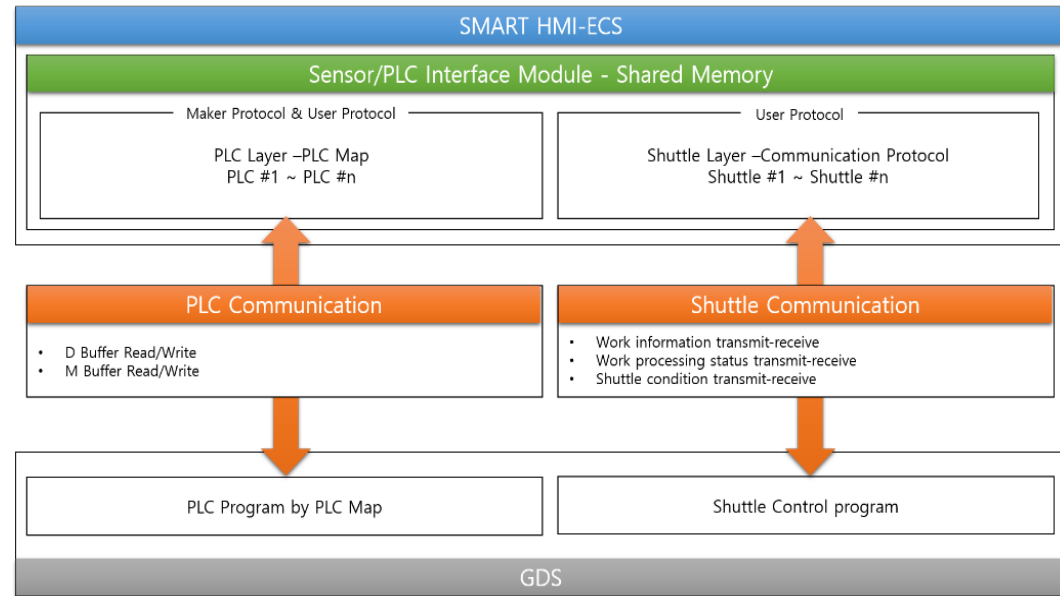 SMART HMI-ECS
Sensor/PLC Interface Module - Shared Memory
Maker Protocol & User Protocol
PLC Layer –PLC Map
PLC #1 ~ PLC #n
User Protocol
Shuttle Layer –Communication Protocol
Shuttle #1 ~ Shuttle #n
PLC Communication
• D Buffer Read/Write
• M Buffer Read/Write
Shuttle Communication
• Work information transmit-receive
• Work processing status transmit-receive
• Shuttle condition transmit-receive
PLC Program by PLC Map
Shuttle Control program
GDS